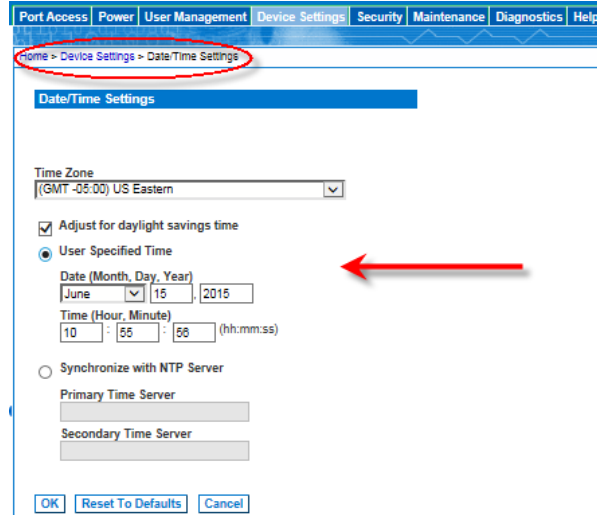 Port Access Power User Management Device Settings Security Maintenance Diagnostics Help
Home > Device Settings > Date/Time Settings
Date/Time Settings
Time Zone
(GMT -05:00) US Eastern
Adjust for daylight savings time
User Specified Time
Date (Month, Day, Year)
June 15 , 2015
Time (Hour, Minute)
10 : 55 : 56 (hh:mm:ss)
Synchronize with NTP Server
Primary Time Server
Secondary Time Server
OK Reset To Defaults Cancel